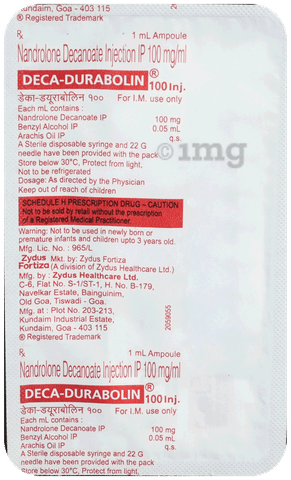 Kundaim, Goa - 403 115
® Registered Trademark
Rx 1 mL Ampoule
Nandrolone Decanoate Injection IP 100 mg/ml
DECA-DURABOLIN® 100 Inj.
डेका-ड्यूराबोलिन १०० For I.M. use only
Each mL contains :
Nandrolone Decanoate IP 100 mg
Benzyl Alcohol IP 0.05 mL
Arachis Oil IP q.s.
A Sterile disposable syringe and 22 G
needle have been provided with the pack
Store below 30°C, Protect from light,
Not to be refrigerated
Dosage: As directed by the Physician
Keep out of reach of children
1mg
SCHEDULE H PRESCRIPTION DRUG – CAUTION
Not to be sold by retail without the prescription
of a Registered Medical Practitioner.
Warning: Not to be used in newly born or
premature infants and children upto 3 years old.
Mfg. Lic. No. : 965/L
Zydus Mkt. by: Zydus Fortiza
Fortiza (A division of Zydus Healthcare Ltd.)
Mfg. by : Zydus Healthcare Ltd.
C-6, Flat No. S-1/ST-1, H. No. B-179,
Navelkar Estate, Bainguinim,
Old Goa, Tiswadi - Goa.
Mfg. at : Plot No. 203-213,
Kundaim Industrial Estate,
Kundaim, Goa - 403 115
® Registered Trademark
2059055
Rx 1 mL Ampoule
Nandrolone Decanoate Injection IP 100 mg/ml
DECA-DURABOLIN® 100 Inj.
डेका-ड्यूराबोलिन १०० For I.M. use only
Each mL contains :
Nandrolone Decanoate IP 100 mg
Benzyl Alcohol IP 0.05 mL
Arachis Oil IP q.s.
A Sterile disposable syringe and 22 G
needle have been provided with the pack
Store below 30°C, Protect from light,